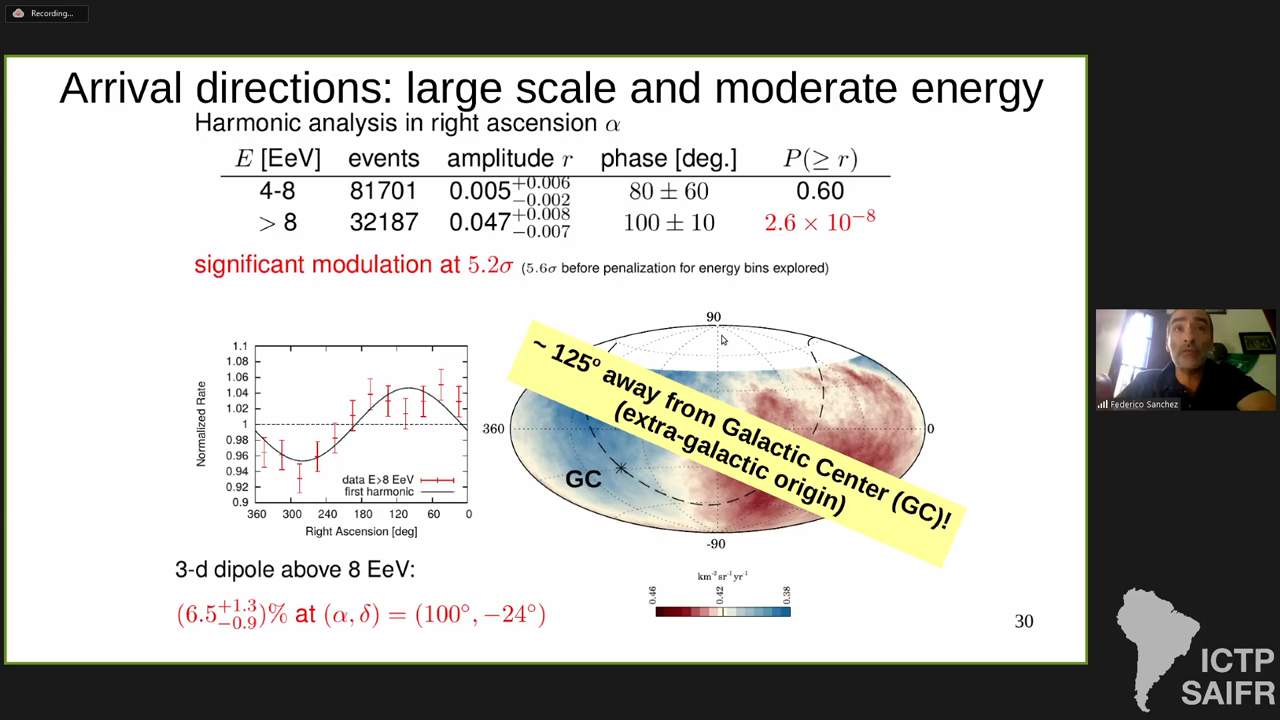 Recording...
Arrival directions: large scale and moderate energy
Harmonic analysis in right ascension α
E [EeV] events amplitude r phase [deg.] P(≥ r)
4-8 81701 0.005 +0.006 −0.002 80 ± 60 0.60
> 8 32187 0.047 +0.008 −0.007 100 ± 10 2.6 × 10⁻⁸
significant modulation at 5.2σ (5.6σ before penalization for energy bins explored)
Normalized Rate
1.1
1.08
1.06
1.04
1.02
1
0.98
0.96
0.94
0.92
0.9
data E>8 EeV
first harmonic
360 300 240 180 120 60 0
Right Ascension [deg]
90
360
0
-90
GC
~ 125º away from Galactic Center (GC)!
(extra-galactic origin)
km⁻² sr⁻¹ yr⁻¹
0.46 0.42 0.38
3-d dipole above 8 EeV:
(6.5 +1.3 −0.9)% at (α, δ) = (100°, −24°)
30
Federico Sanchez
ICTP
SAIFR